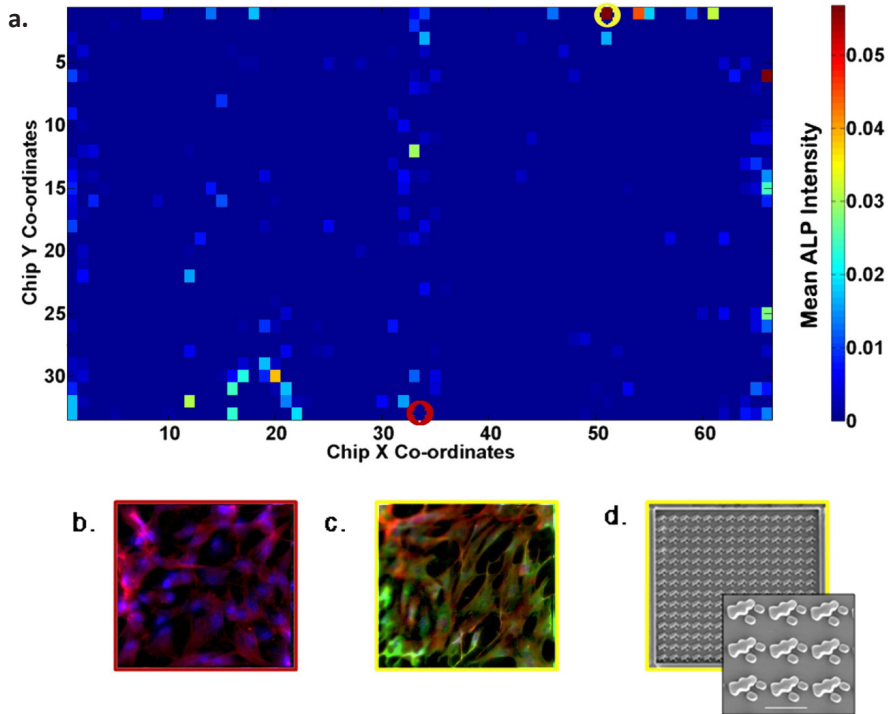 a.
5
10
15
20
25
30
Chip Y Co-ordinates
10
20
30
40
50
60
Chip X Co-ordinates
0.05
0.04
0.03
0.02
0.01
0
Mean ALP Intensity
b.
c.
d.